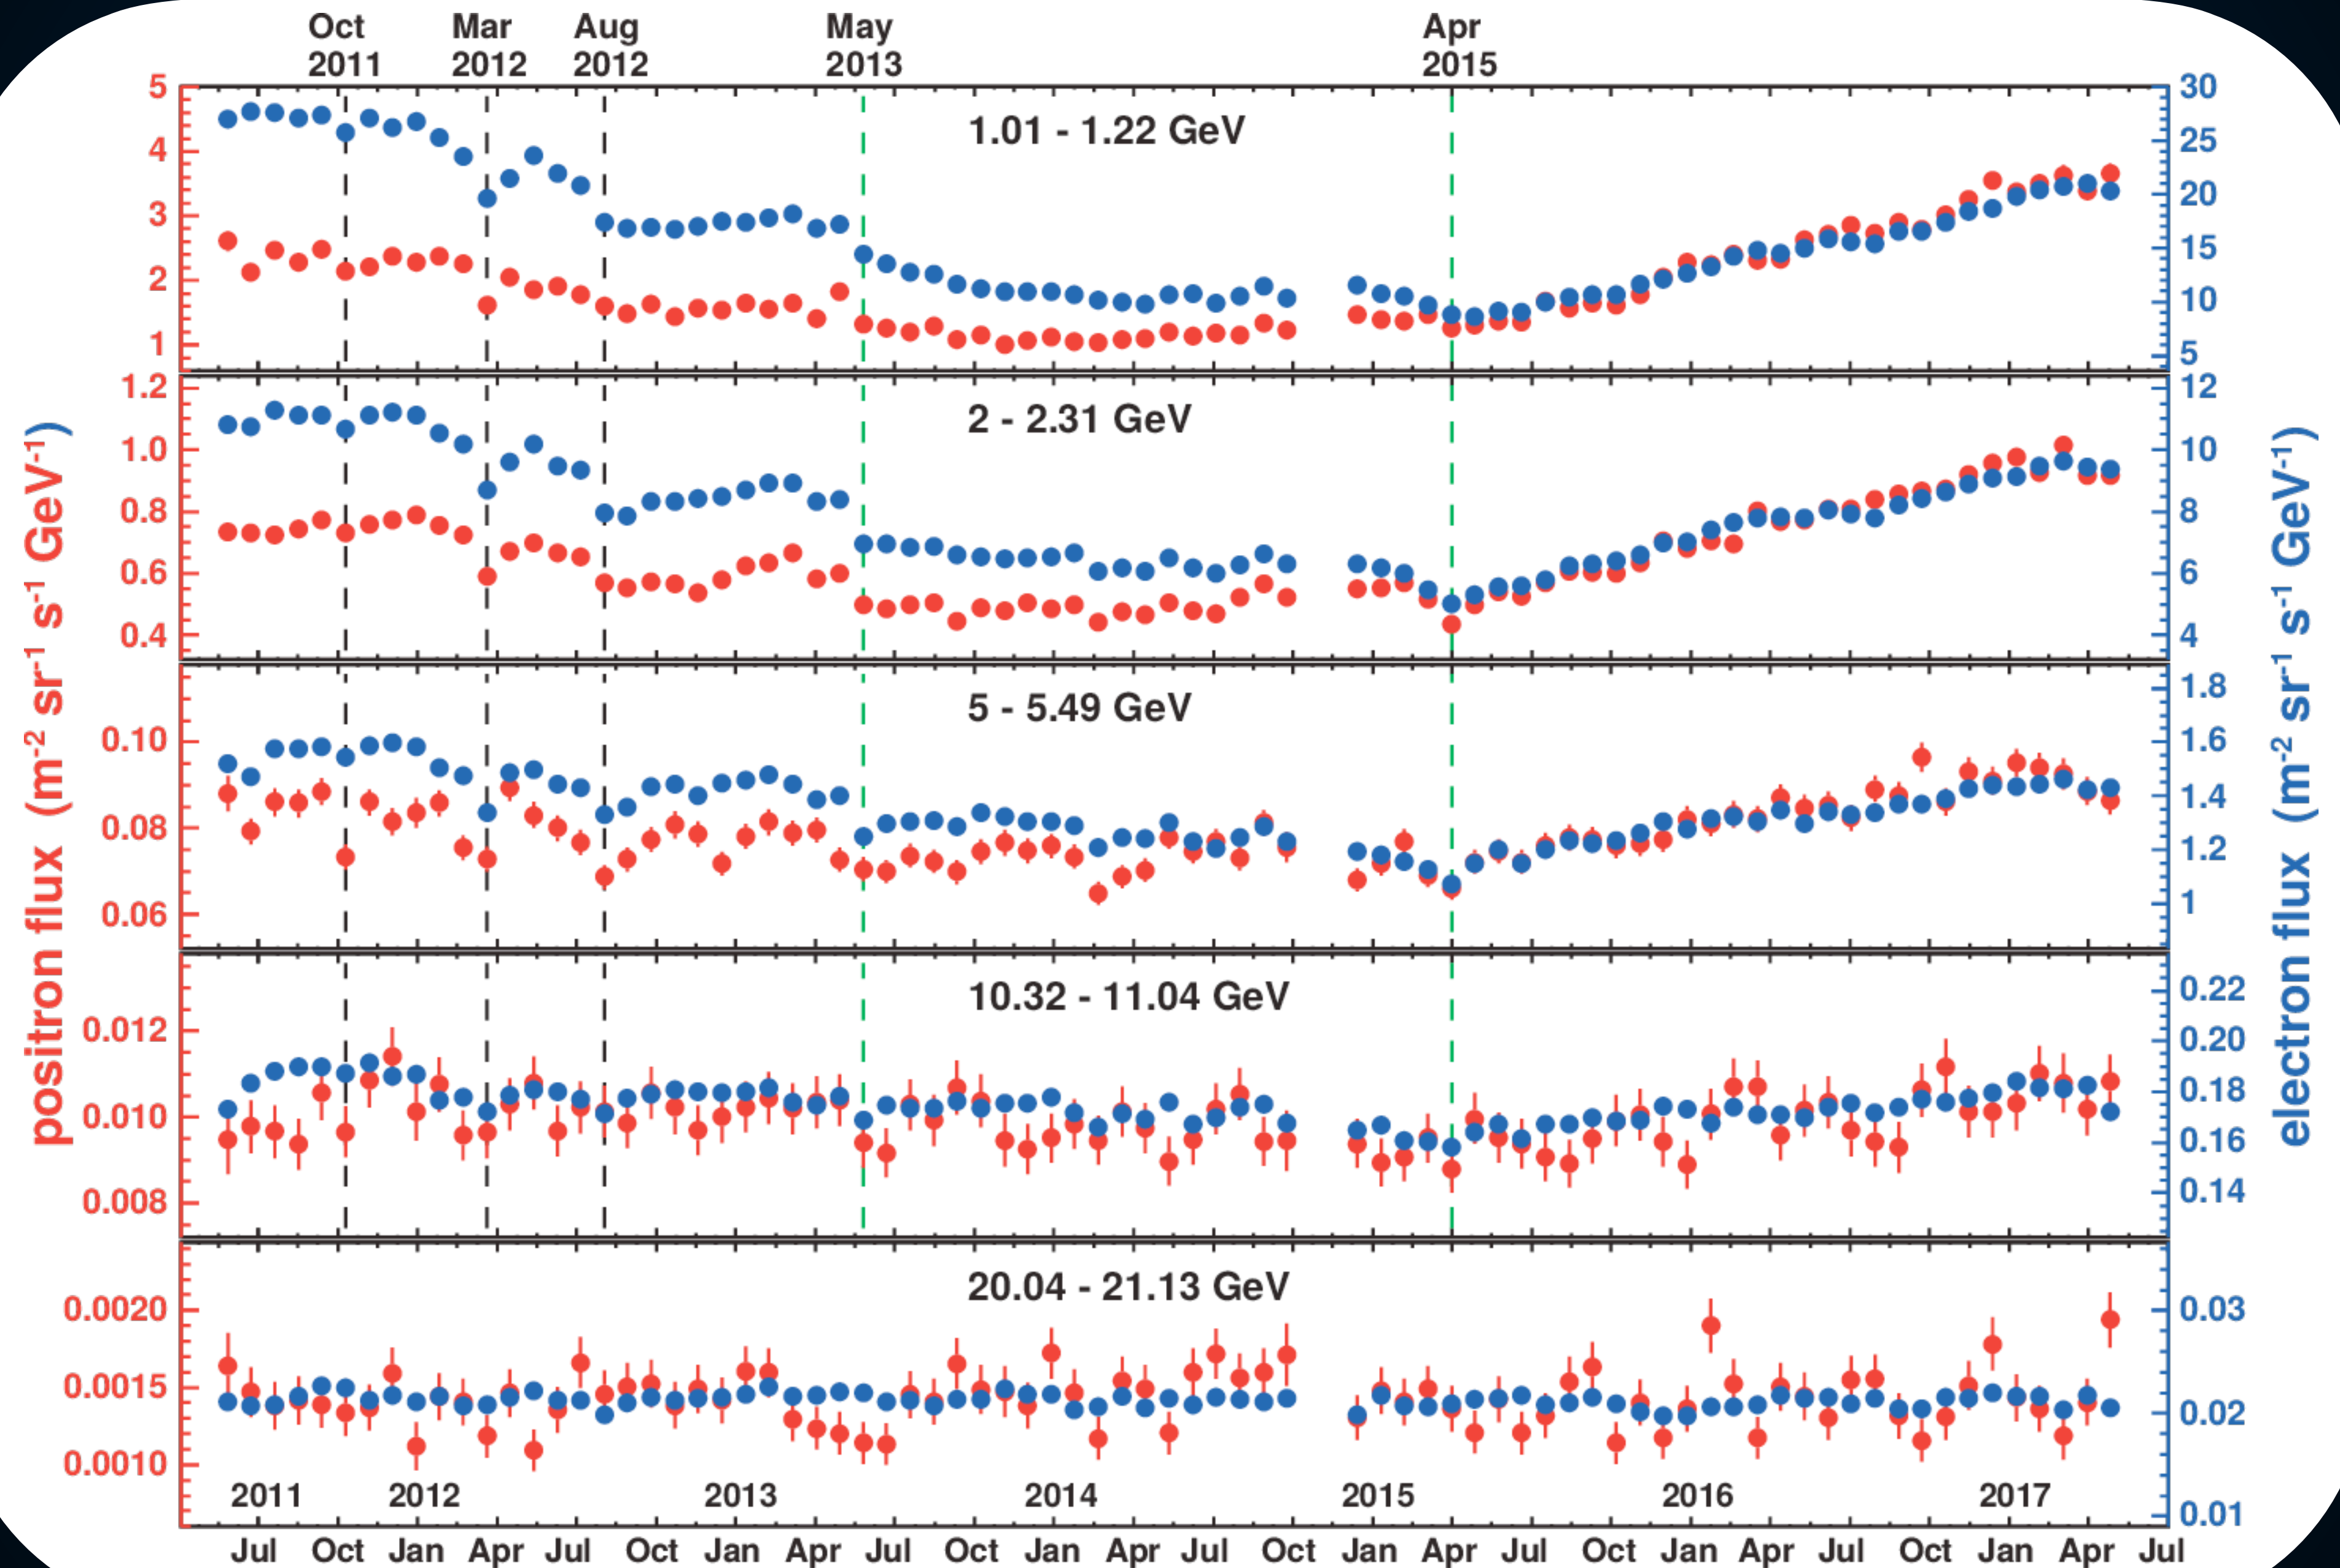 Oct Mar Aug May Apr
2011 2012 2012 2013 2015
5 30
1.01 - 1.22 GeV
4 25
3 20
2 15
10
1 5
1.2 12
2 - 2.31 GeV
1.0 10
0.8 8
0.6 6
0.4 4
1.8
5 - 5.49 GeV
0.10 1.6
1.4
0.08
1.2
0.06 1
0.22
10.32 - 11.04 GeV
0.012 0.20
0.18
0.010
0.16
0.008 0.14
20.04 - 21.13 GeV
0.0020 0.03
0.0015
0.02
0.0010
0.01
2011 2012 2013 2014 2015 2016 2017
Jul Oct Jan Apr Jul Oct Jan Apr Jul Oct Jan Apr Jul Oct Jan Apr Jul Oct Jan Apr Jul Oct Jan Apr Jul
positron flux (m⁻² sr⁻¹ s⁻¹ GeV⁻¹)
electron flux (m⁻² sr⁻¹ s⁻¹ GeV⁻¹)